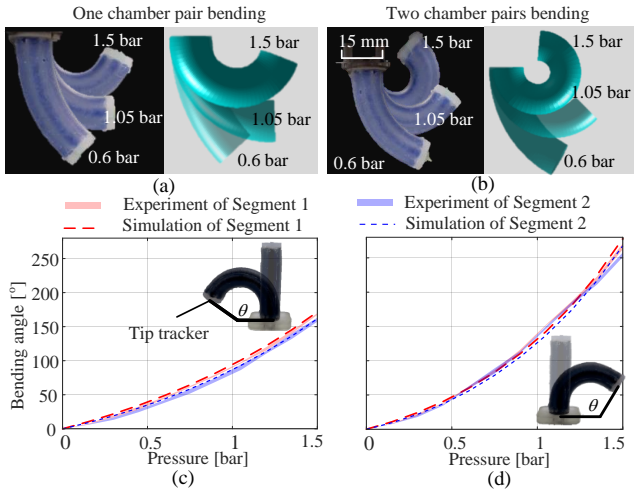 One chamber pair bending
Two chamber pairs bending
1.5 bar
1.05 bar
0.6 bar
1.5 bar
1.05 bar
0.6 bar
15 mm
1.5 bar
1.05 bar
0.6 bar
1.5 bar
1.05 bar
0.6 bar
(a)
(b)
Experiment of Segment 1
Simulation of Segment 1
Experiment of Segment 2
Simulation of Segment 2
Bending angle [°]
250
200
150
100
50
0
θ
Tip tracker
θ
0
0.5
1
1.5
0
0.5
1
1.5
Pressure [bar]
Pressure [bar]
(c)
(d)